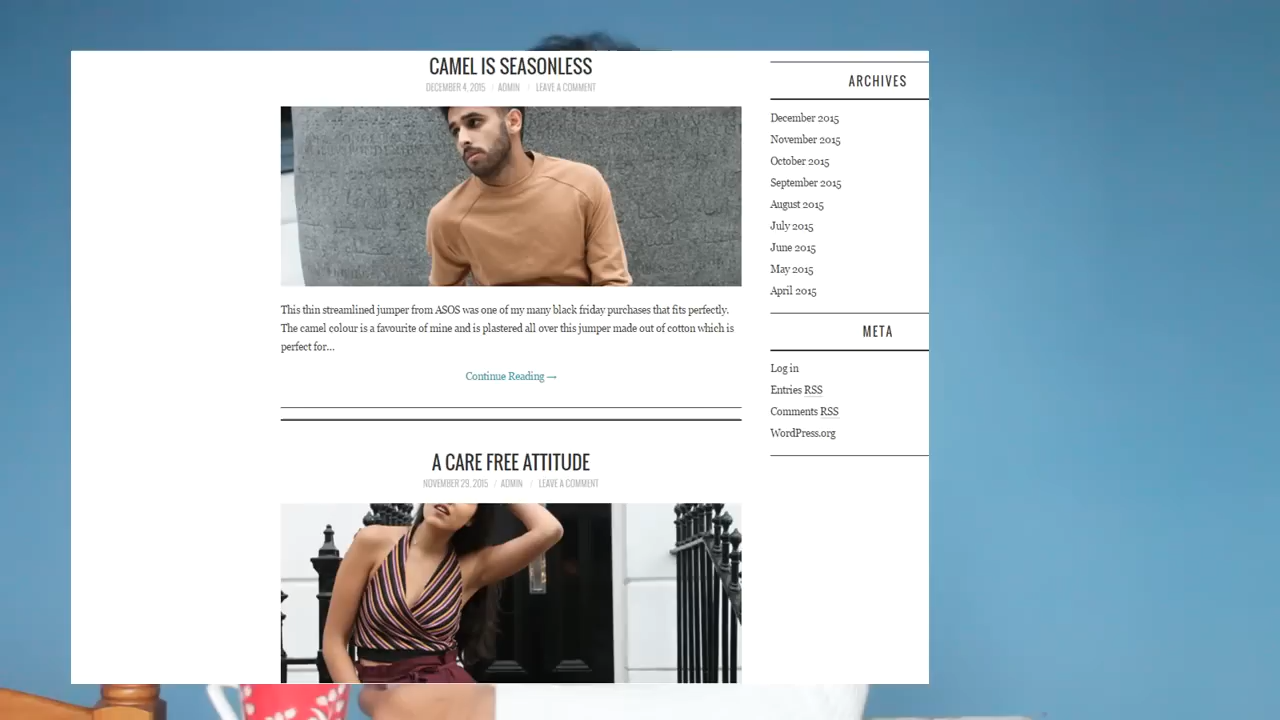 CAMEL IS SEASONLESS
DECEMBER 4, 2015 / ADMIN / LEAVE A COMMENT
This thin streamlined jumper from ASOS was one of my many black friday purchases that fits perfectly.
The camel colour is a favourite of mine and is plastered all over this jumper made out of cotton which is
perfect for...
Continue Reading →
A CARE FREE ATTITUDE
NOVEMBER 29, 2015 / ADMIN / LEAVE A COMMENT
ARCHIVES
December 2015
November 2015
October 2015
September 2015
August 2015
July 2015
June 2015
May 2015
April 2015
META
Log in
Entries RSS
Comments RSS
WordPress.org